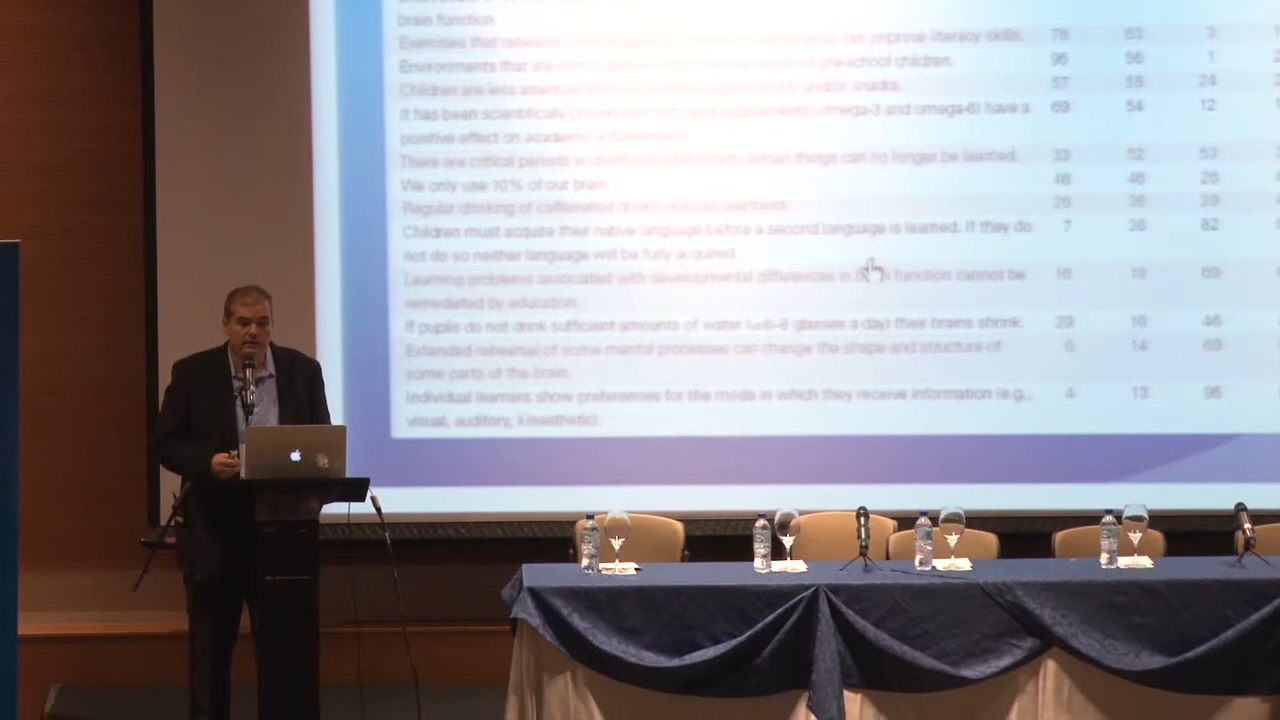 brain function
Exercises that improve literacy skills. 78 63 3
Environments that are of pre-school children. 95 56 1
Children are less and/or snacks. 57 55 24
It has been scientifically (omega-3 and omega-6) have a 69 54 12
positive effect on academic
There are critical periods in certain things can no longer be learned. 33 52 53
We only use 10% of our brain. 48 46 26
Regular drinking of caffeinated drinks 26 36 39
Children must acquire their native language before a second language is learned. If they do 7 36 82
not do so neither language will be fully acquired.
Learning problems associated with developmental differences in function cannot be 16 19 69
remediated by education.
If pupils do not drink sufficient amounts of water glasses a day) their brains shrink. 29 16 46
Extended rehearsal of some mental processes can change the shape and structure of 6 14 69
some parts of the brain.
Individual learners show preferences for the mode in which they receive information (e.g., 4 13 95
visual, auditory, kinesthetic).